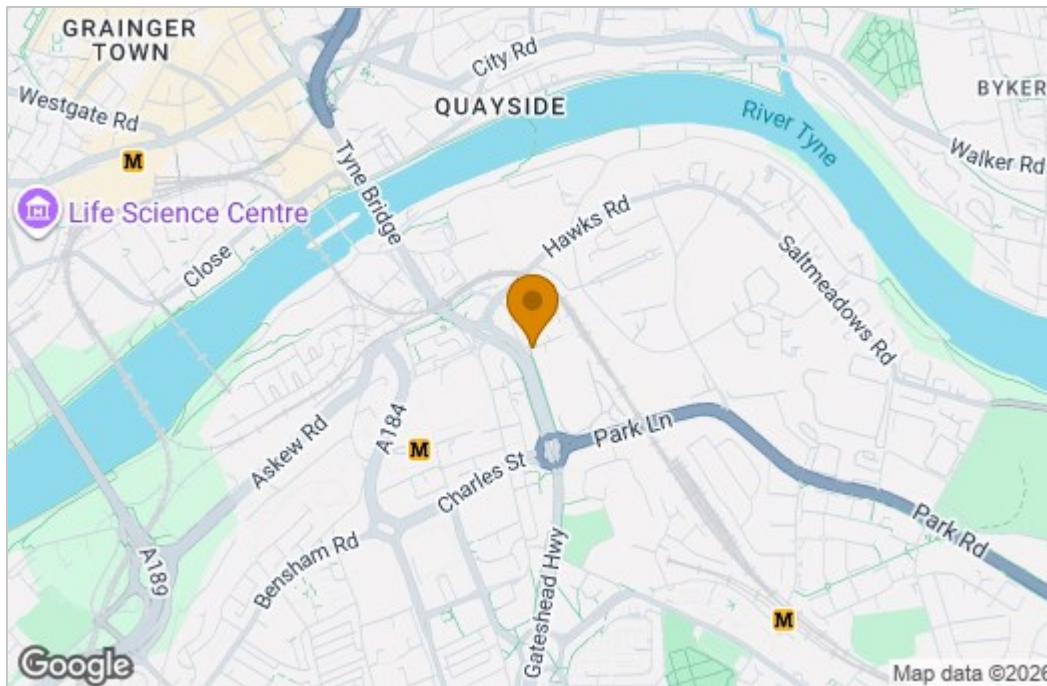 GRAINGER
TOWN
City Rd
QUAYSIDE
BYKER
Westgate Rd
M
Tyne Bridge
River Tyne
Walker Rd
Life Science Centre
Hawks Rd
Close
Saltmeadows Rd
Askew Rd
A184
M
Park Ln
Charles St
Bensham Rd
A189
Gateshead Hwy
Park Rd
M
Google
Map data ©2026